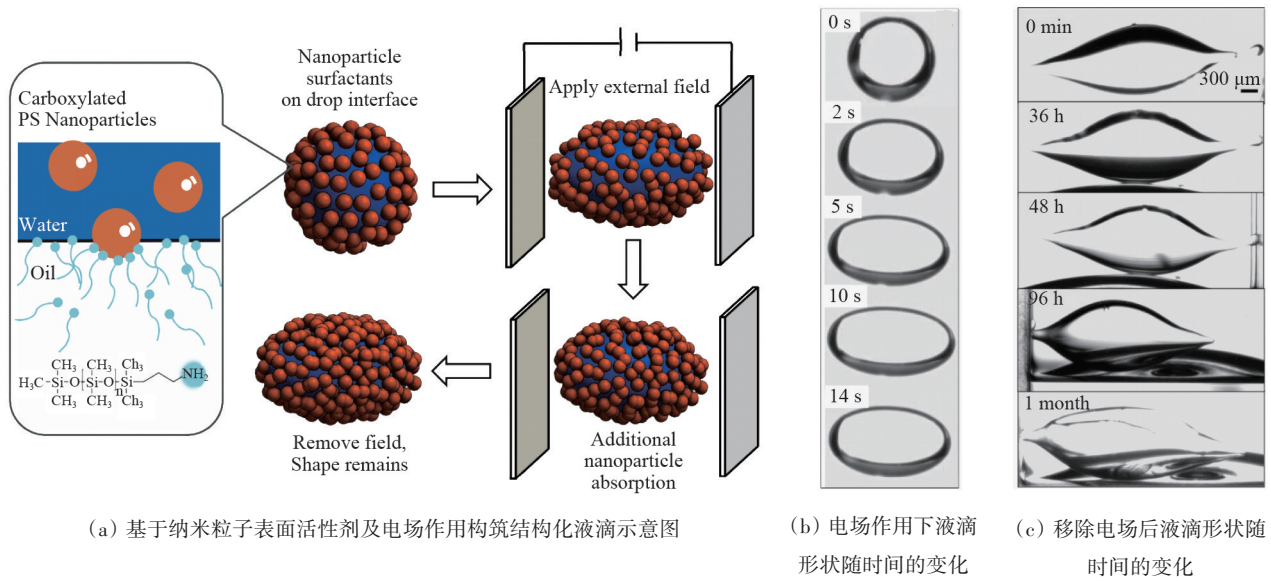 Carboxylated
PS Nanoparticles
Water
Oil
CH₃ CH₃ Ch₃
H₃C-Si-O-(Si-O)-Si
n
NH₂
CH₃ CH₃ Ch₃
Nanoparticle
surfactants
on drop interface
Apply external field
Additional
nanoparticle
absorption
Remove field,
Shape remains
(a) 基于纳米粒子表面活性剂及电场作用构筑结构化液滴示意图
0 s
2 s
5 s
10 s
14 s
(b) 电场作用下液滴
形状随时间的变化
0 min
300 μm
36 h
48 h
96 h
1 month
(c) 移除电场后液滴形状随
时间的变化